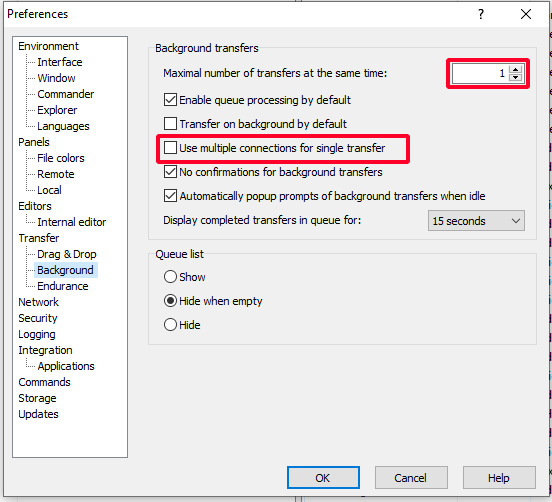 Preferences
?
Environment
Interface
Window
Commander
Explorer
Languages
Panels
File colors
Remote
Local
Editors
Internal editor
Transfer
Drag & Drop
Background
Endurance
Network
Security
Logging
Integration
Applications
Commands
Storage
Updates
Background transfers
Maximal number of transfers at the same time: 1
Enable queue processing by default
Transfer on background by default
Use multiple connections for single transfer
No confirmations for background transfers
Automatically popup prompts of background transfers when idle
Display completed transfers in queue for: 15 seconds
Queue list
Show
Hide when empty
Hide
OK Cancel Help